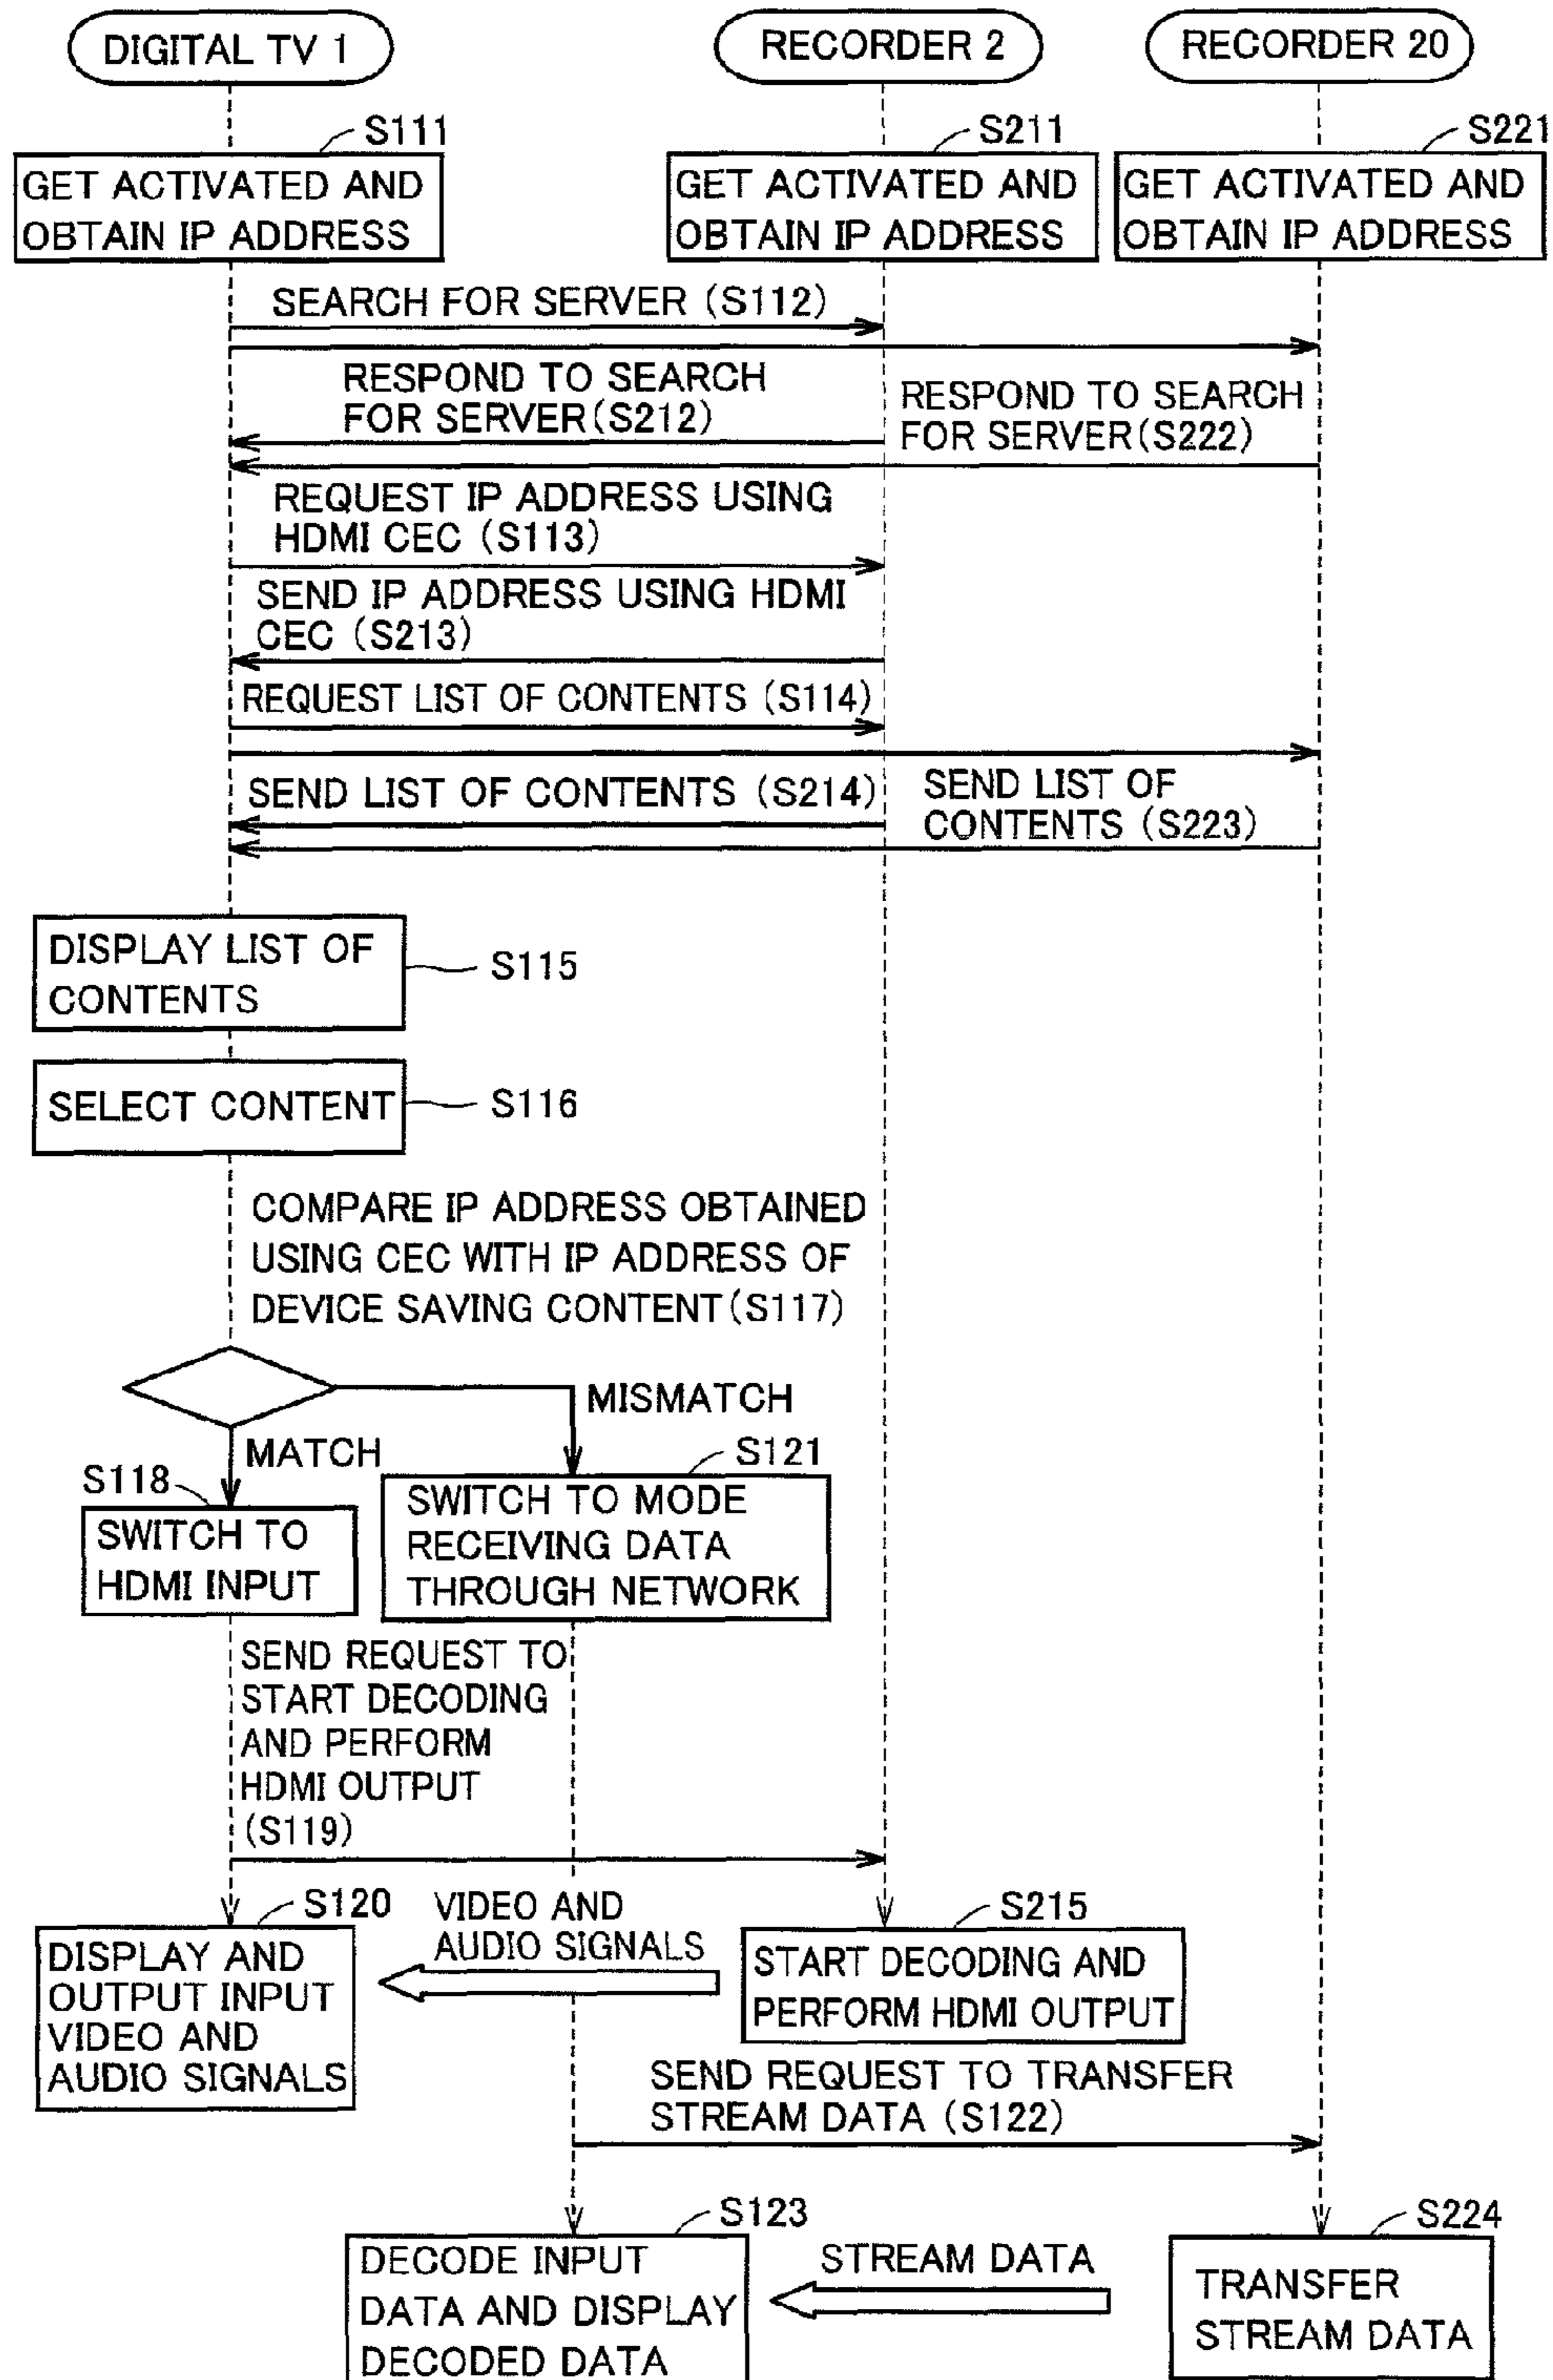 DIGITAL TV 1
RECORDER 2
RECORDER 20
S111
S211
S221
GET ACTIVATED AND
OBTAIN IP ADDRESS
GET ACTIVATED AND
OBTAIN IP ADDRESS
GET ACTIVATED AND
OBTAIN IP ADDRESS
SEARCH FOR SERVER (S112)
RESPOND TO SEARCH
FOR SERVER(S212)
RESPOND TO SEARCH
FOR SERVER(S222)
REQUEST IP ADDRESS USING
HDMI CEC (S113)
SEND IP ADDRESS USING HDMI
CEC (S213)
REQUEST LIST OF CONTENTS (S114)
SEND LIST OF CONTENTS (S214)
SEND LIST OF
CONTENTS (S223)
DISPLAY LIST OF
CONTENTS
S115
SELECT CONTENT
S116
COMPARE IP ADDRESS OBTAINED
USING CEC WITH IP ADDRESS OF
DEVICE SAVING CONTENT(S117)
MISMATCH
MATCH
S118
SWITCH TO
HDMI INPUT
S121
SWITCH TO MODE
RECEIVING DATA
THROUGH NETWORK
SEND REQUEST TO
START DECODING
AND PERFORM
HDMI OUTPUT
(S119)
S120
DISPLAY AND
OUTPUT INPUT
VIDEO AND
AUDIO SIGNALS
VIDEO AND
AUDIO SIGNALS
S215
START DECODING AND
PERFORM HDMI OUTPUT
SEND REQUEST TO TRANSFER
STREAM DATA (S122)
S123
DECODE INPUT
DATA AND DISPLAY
DECODED DATA
STREAM DATA
S224
TRANSFER
STREAM DATA